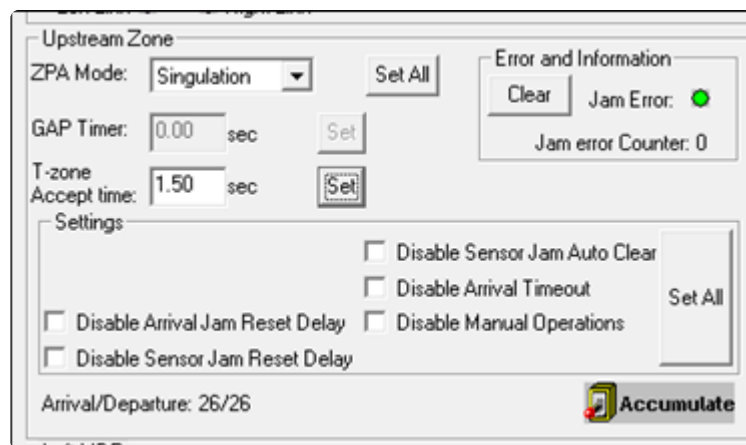 Upstream Zone
ZPA Mode: Singulation Set All
Error and Information
Clear Jam Error:
Jam error Counter: 0
GAP Timer: 0.00 sec Set
T-zone
Accept time: 1.50 sec Set
Settings
Disable Sensor Jam Auto Clear
Disable Arrival Timeout
Disable Arrival Jam Reset Delay Disable Manual Operations
Disable Sensor Jam Reset Delay
Set All
Arrival/Departure: 26/26 Accumulate